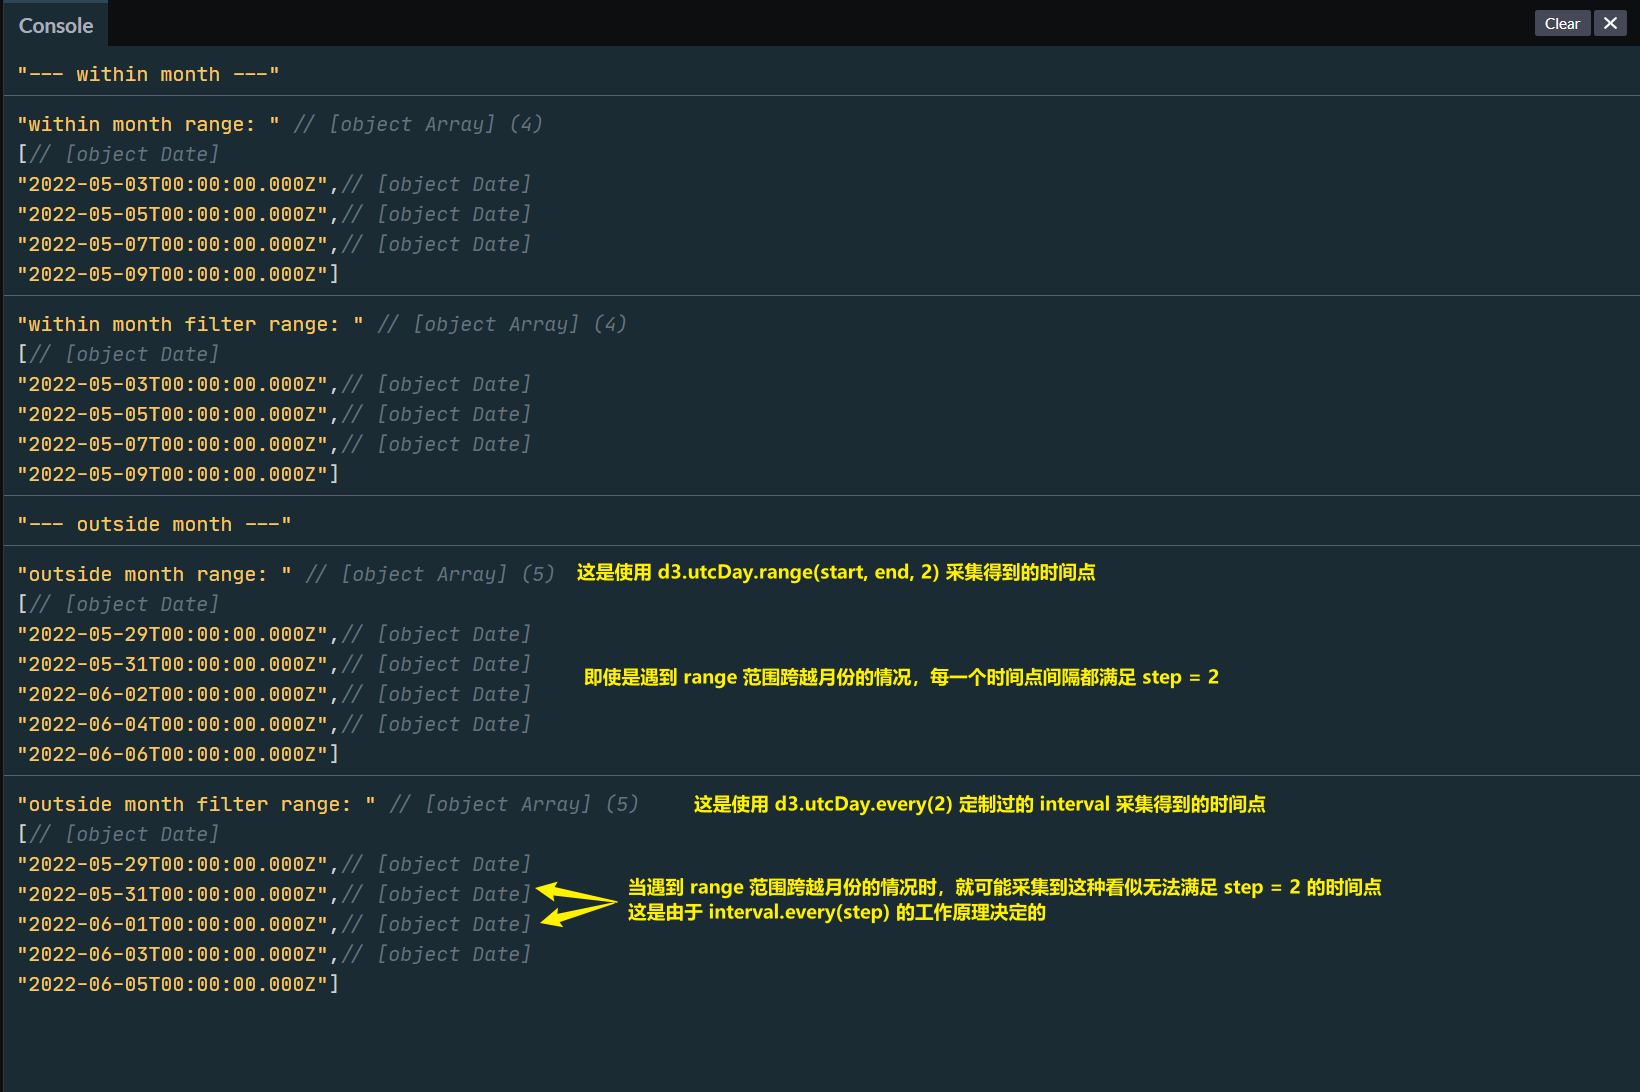 Console
Clear ✕
"--- within month ---"
"within month range: " // [object Array] (4)
[// [object Date]
"2022-05-03T00:00:00.000Z",// [object Date]
"2022-05-05T00:00:00.000Z",// [object Date]
"2022-05-07T00:00:00.000Z",// [object Date]
"2022-05-09T00:00:00.000Z"]
"within month filter range: " // [object Array] (4)
[// [object Date]
"2022-05-03T00:00:00.000Z",// [object Date]
"2022-05-05T00:00:00.000Z",// [object Date]
"2022-05-07T00:00:00.000Z",// [object Date]
"2022-05-09T00:00:00.000Z"]
"--- outside month ---"
"outside month range: " // [object Array] (5) 这是使用 d3.utcDay.range(start, end, 2) 采集得到的时间点
[// [object Date]
"2022-05-29T00:00:00.000Z",// [object Date]
"2022-05-31T00:00:00.000Z",// [object Date]
即使是遇到 range 范围跨越月份的情况，每一个时间点间隔都满足 step = 2
"2022-06-02T00:00:00.000Z",// [object Date]
"2022-06-04T00:00:00.000Z",// [object Date]
"2022-06-06T00:00:00.000Z"]
"outside month filter range: " // [object Array] (5) 这是使用 d3.utcDay.every(2) 定制过的 interval 采集得到的时间点
[// [object Date]
"2022-05-29T00:00:00.000Z",// [object Date]
"2022-05-31T00:00:00.000Z",// [object Date]
当遇到 range 范围跨越月份的情况时，就可能采集到这种看似无法满足 step = 2 的时间点
这是由于 interval.every(step) 的工作原理决定的
"2022-06-01T00:00:00.000Z",// [object Date]
"2022-06-03T00:00:00.000Z",// [object Date]
"2022-06-05T00:00:00.000Z"]